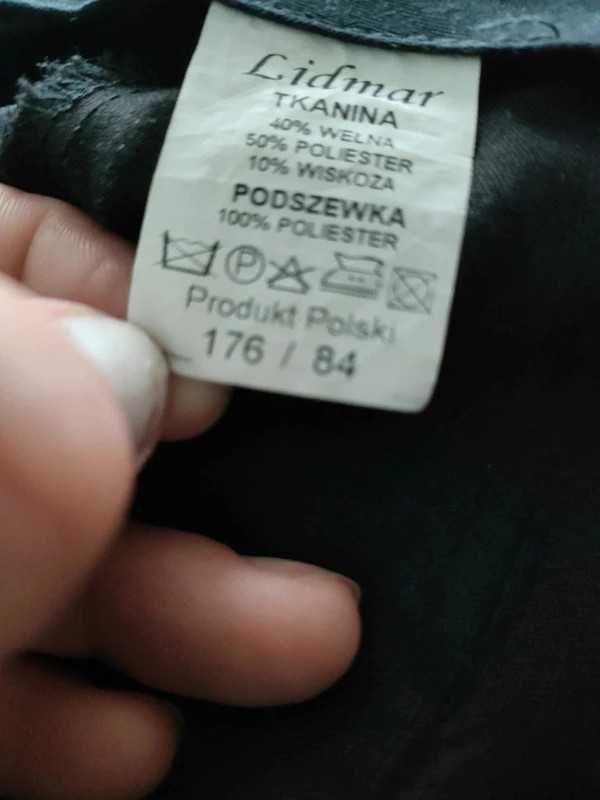 Lidmar
TKANINA
40% WEŁNA
50% POLIESTER
10% WISKOZA
PODSZEWKA
100% POLIESTER
P
Produkt Polski
176 / 84